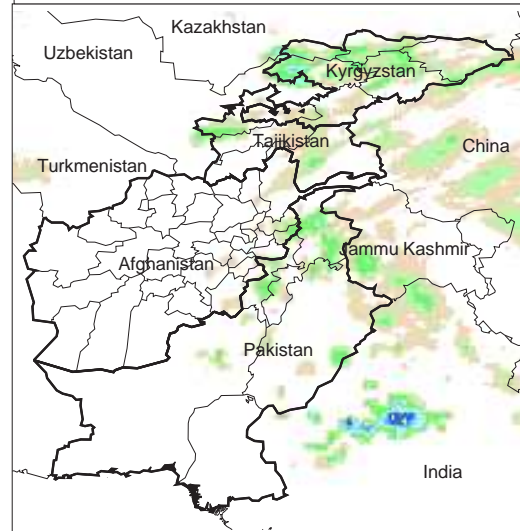 Kazakhstan
Uzbekistan
Kyrgyzstan
Tajikistan
China
Turkmenistan
Jammu Kashmir
Afghanistan
Pakistan
India